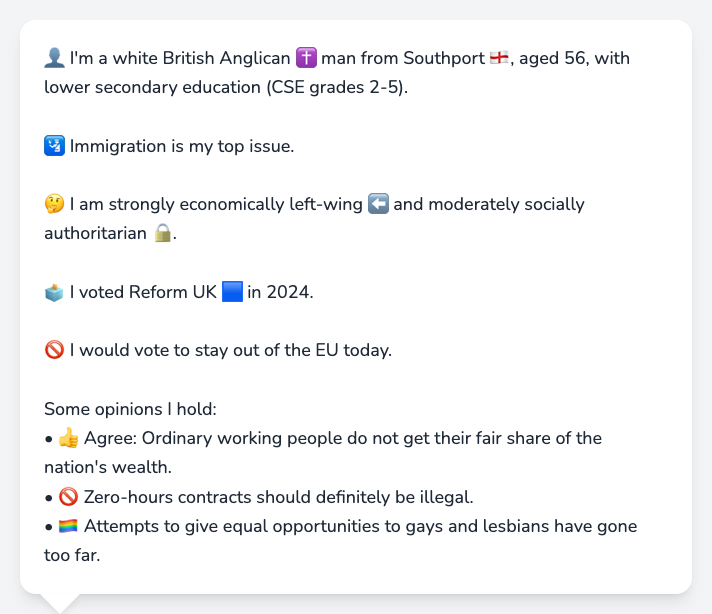 👤 I'm a white British Anglican ✝️ man from Southport 🏴󠁧󠁢󠁥󠁮󠁧󠁿, aged 56, with
lower secondary education (CSE grades 2-5).
🛂 Immigration is my top issue.
🤔 I am strongly economically left-wing ⬅️ and moderately socially
authoritarian 🔒.
🗳️ I voted Reform UK 🟦 in 2024.
🚫 I would vote to stay out of the EU today.
Some opinions I hold:
• 👍 Agree: Ordinary working people do not get their fair share of the
nation's wealth.
• 🚫 Zero-hours contracts should definitely be illegal.
• 🏳️‍🌈 Attempts to give equal opportunities to gays and lesbians have gone
too far.